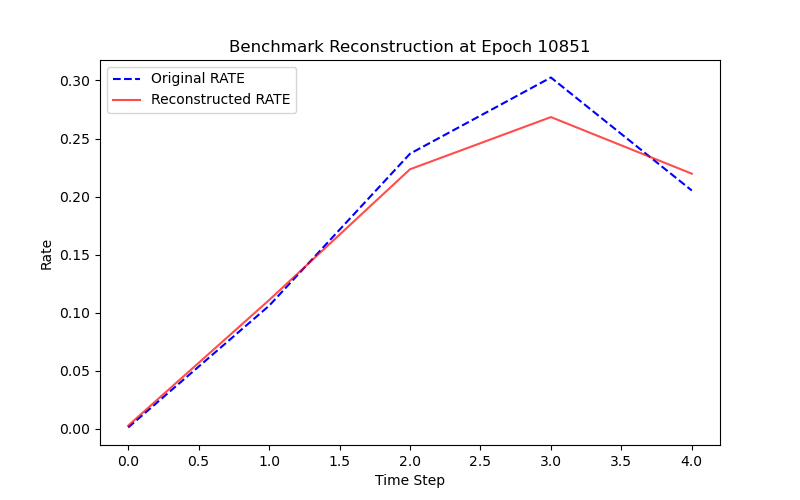 Benchmark Reconstruction at Epoch 10851
Original RATE
Reconstructed RATE
0.30
0.25
0.20
0.15
0.10
0.05
0.00
Rate
0.0 0.5 1.0 1.5 2.0 2.5 3.0 3.5 4.0
Time Step